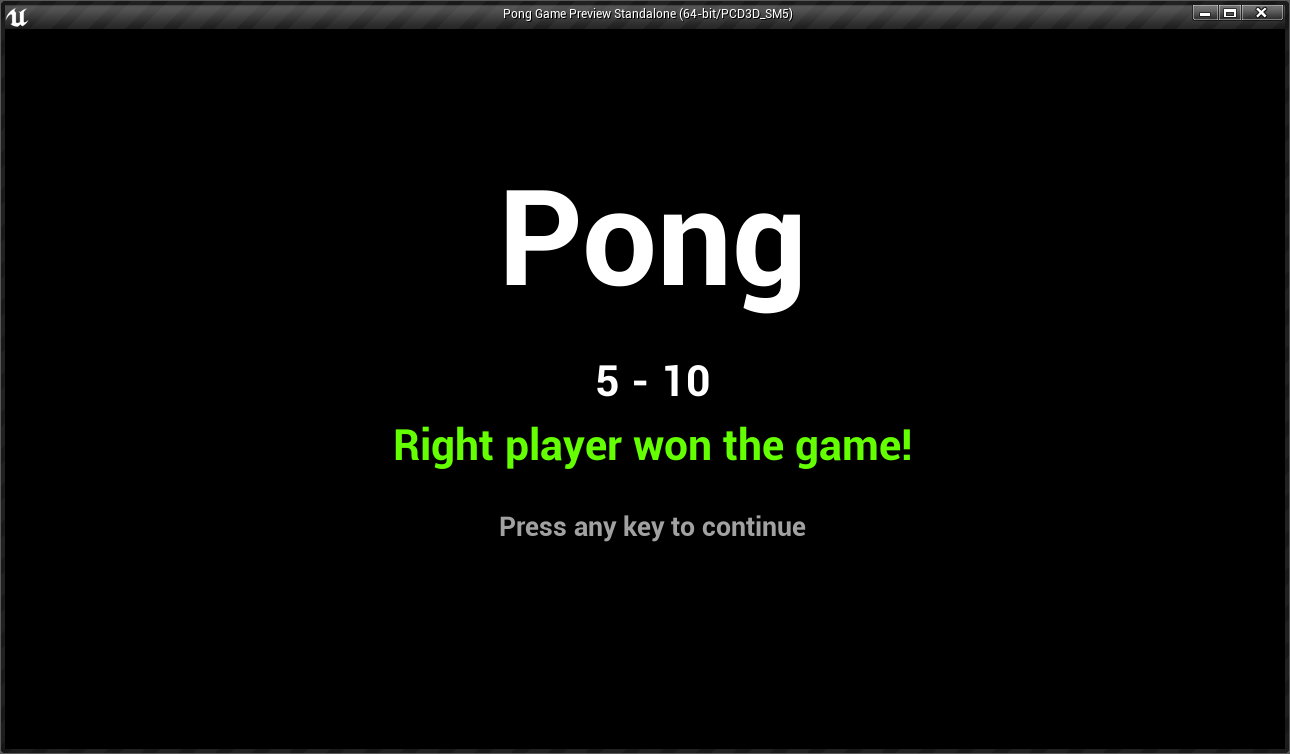 Pong Game Preview Standalone (64-bit/PCD3D_SM5)
Pong
5 - 10
Right player won the game!
Press any key to continue